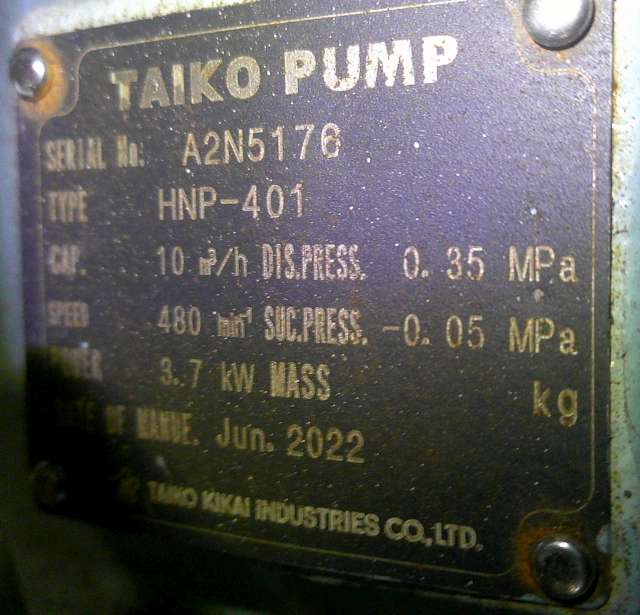 TAIKO PUMP
SERIAL No: A2N5176
TYPE HNP-401
CAP. 10 m³/h DIS.PRESS. 0.35 MPa
SPEED 480 min⁻¹ SUC.PRESS. -0.05 MPa
POWER 3.7 kW MASS kg
DATE OF MANUE. Jun. 2022
TAIKO KIKAI INDUSTRIES CO.,LTD.